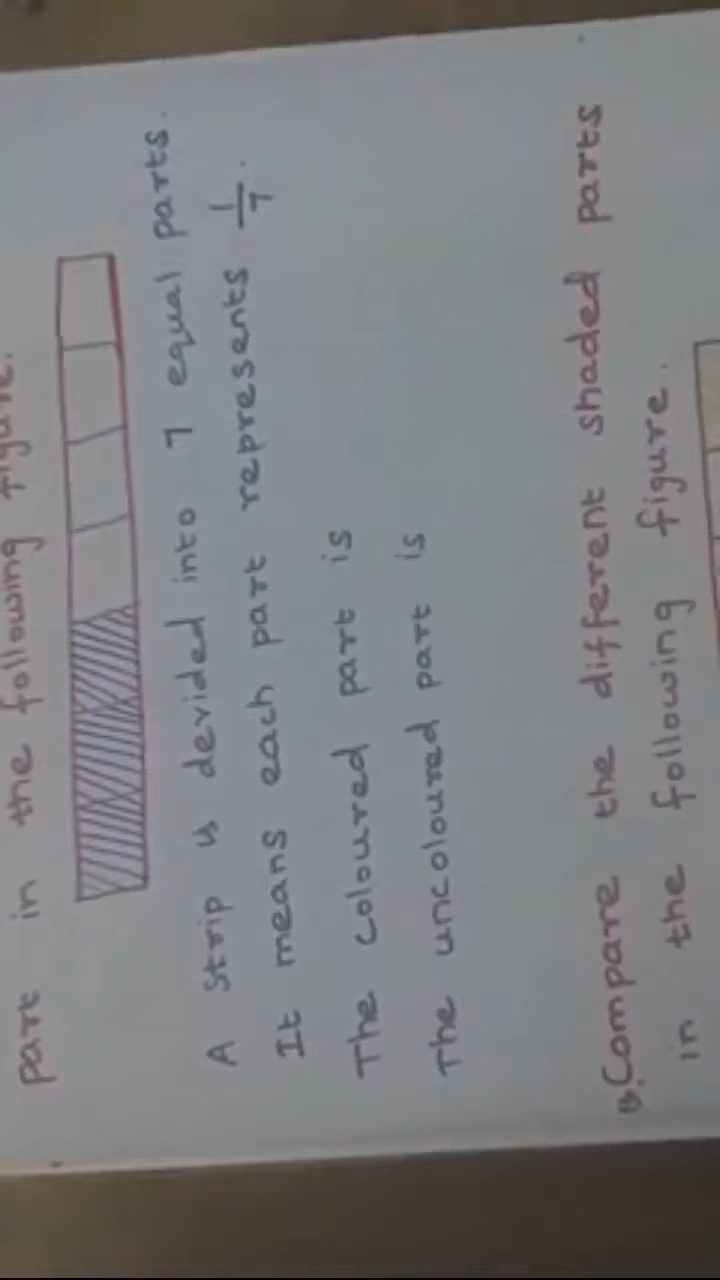 part in the following figure.
A strip is devided into 7 equal parts.
It means each part represents 1/7.
The coloured part is
The uncoloured part is
B. Compare the different shaded parts
in the following figure.